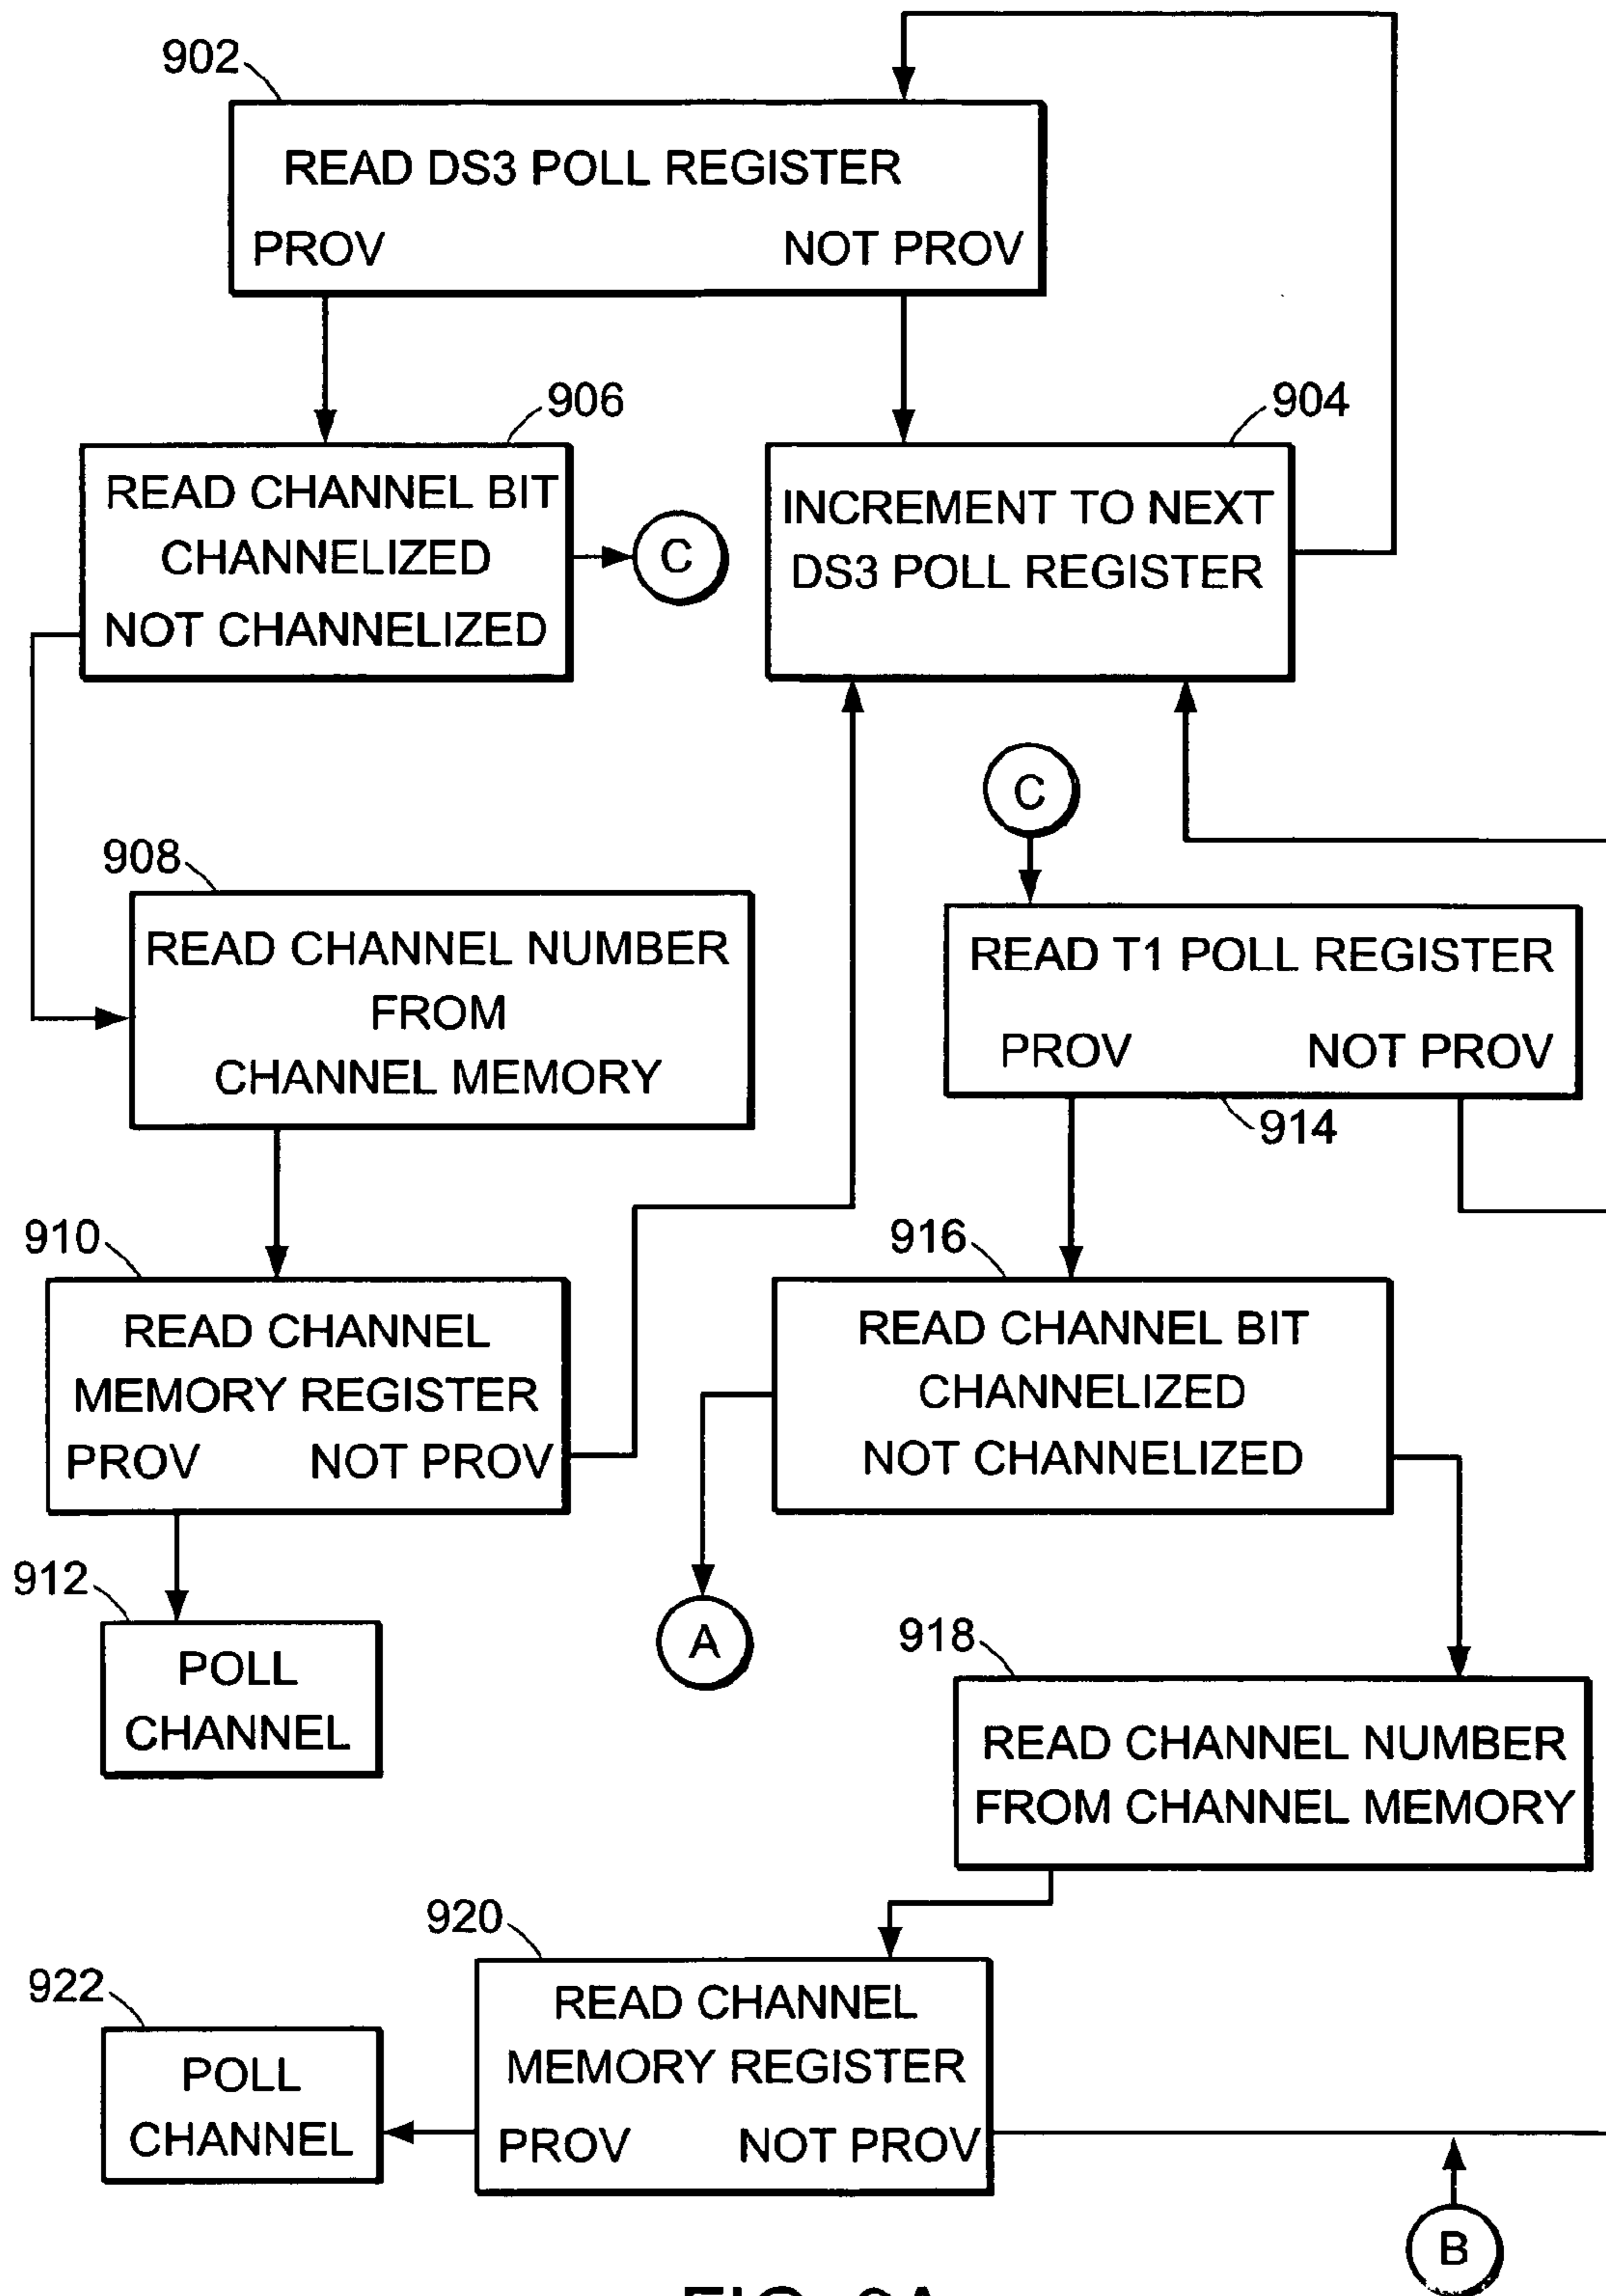 902
READ DS3 POLL REGISTER
PROV NOT PROV
906
904
READ CHANNEL BIT
CHANNELIZED
NOT CHANNELIZED
C
INCREMENT TO NEXT
DS3 POLL REGISTER
C
908
READ CHANNEL NUMBER
FROM
CHANNEL MEMORY
READ T1 POLL REGISTER
PROV NOT PROV
914
910
READ CHANNEL
MEMORY REGISTER
PROV NOT PROV
916
READ CHANNEL BIT
CHANNELIZED
NOT CHANNELIZED
912
POLL
CHANNEL
A
918
READ CHANNEL NUMBER
FROM CHANNEL MEMORY
920
READ CHANNEL
MEMORY REGISTER
PROV NOT PROV
922
POLL
CHANNEL
B